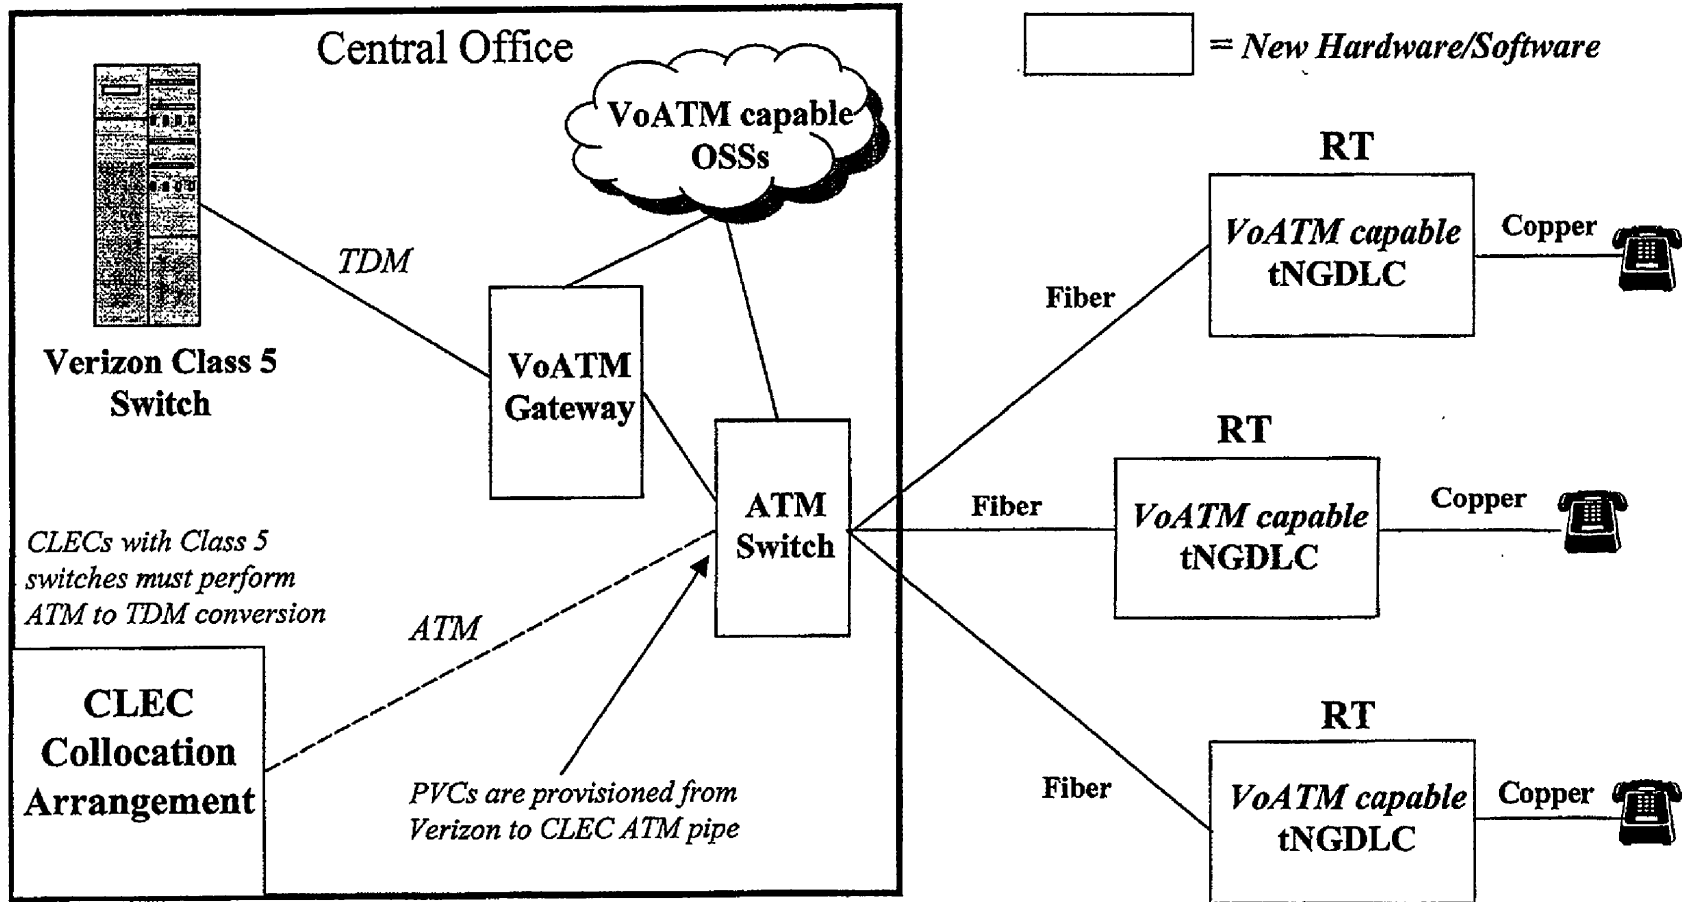 Central Office
= New Hardware/Software
VoATM capable
OSSs
TDM
Verizon Class 5
Switch
VoATM
Gateway
ATM
Switch
CLECs with Class 5
switches must perform
ATM to TDM conversion
ATM
CLEC
Collocation
Arrangement
PVCs are provisioned from
Verizon to CLEC ATM pipe
RT
VoATM capable
tNGDLC
Copper
Fiber
RT
Fiber
VoATM capable
tNGDLC
Copper
RT
Fiber
VoATM capable
tNGDLC
Copper